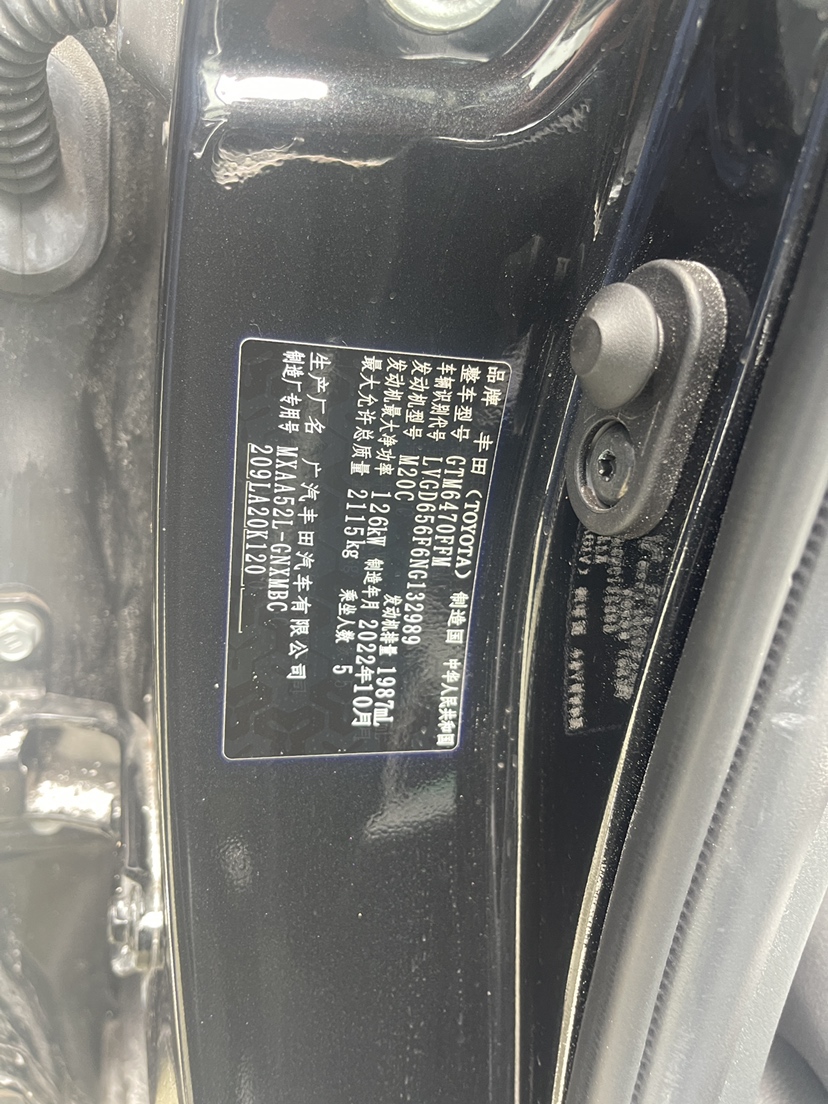 品牌 丰田（TOYOTA） 制造国 中华人民共和国
整车型号 GTM6470FFM
车辆识别代号 LVGD656F6NG132989
发动机型号 M20C 发动机排量 1987mL
发动机最大净功率 126kW 制造年月 2022年10月
最大允许总质量 2115kg 乘坐人数 5
生产厂名 广汽丰田汽车有限公司
制造厂专用号 MXAA52L-GNXMBC
209LA20K120